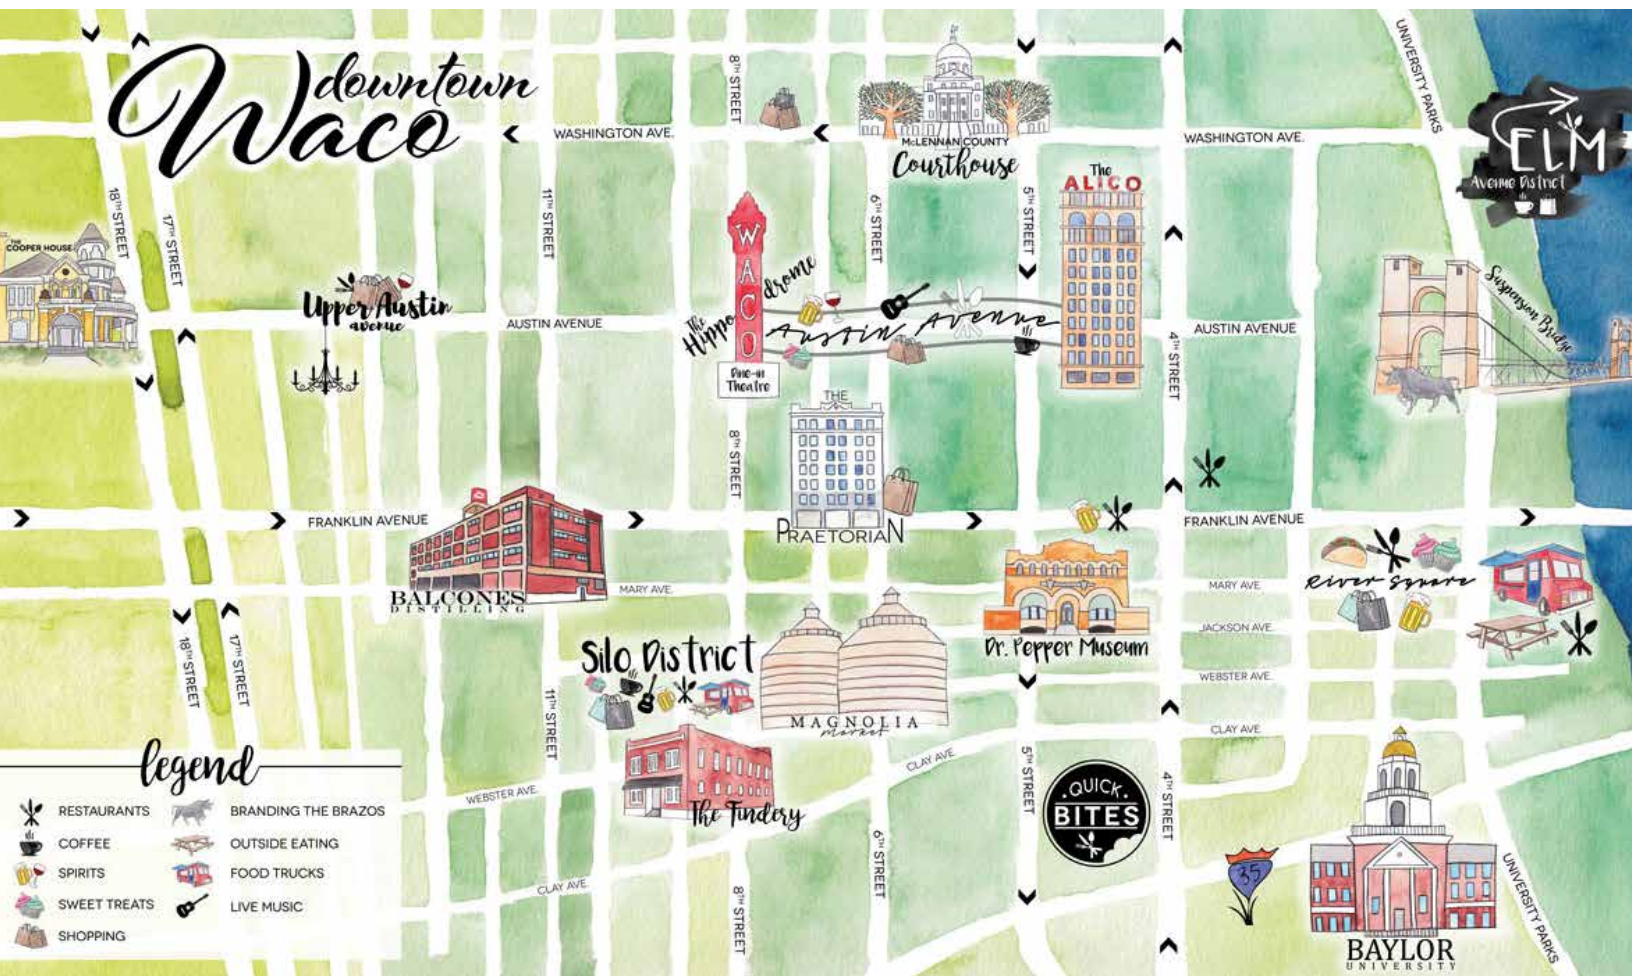 downtown
Waco
8TH STREET
UNIVERSITY PARKS
WASHINGTON AVE.
McLENNAN COUNTY
Courthouse
WASHINGTON AVE.
ELM
Avenue District
The
ALICO
18TH STREET
17TH STREET
11TH STREET
6TH STREET
5TH STREET
THE
COOPER HOUSE
Upper Austin
avenue
AUSTIN AVENUE
The
Hippodrome
WACO
Dine-in
Theatre
Austin Avenue
AUSTIN AVENUE
4TH STREET
Suspension Bridge
8TH STREET
THE
PRAETORIAN
FRANKLIN AVENUE
FRANKLIN AVENUE
BALCONES
DISTILLING
MARY AVE.
MARY AVE.
River Square
JACKSON AVE.
Dr. Pepper Museum
WEBSTER AVE.
18TH STREET
17TH STREET
11TH STREET
Silo District
MAGNOLIA
market
The Findery
CLAY AVE.
CLAY AVE.
WEBSTER AVE.
CLAY AVE.
8TH STREET
6TH STREET
5TH STREET
4TH STREET
QUICK
BITES
35
BAYLOR
UNIVERSITY
UNIVERSITY PARKS
legend
RESTAURANTS
COFFEE
SPIRITS
SWEET TREATS
SHOPPING
BRANDING THE BRAZOS
OUTSIDE EATING
FOOD TRUCKS
LIVE MUSIC